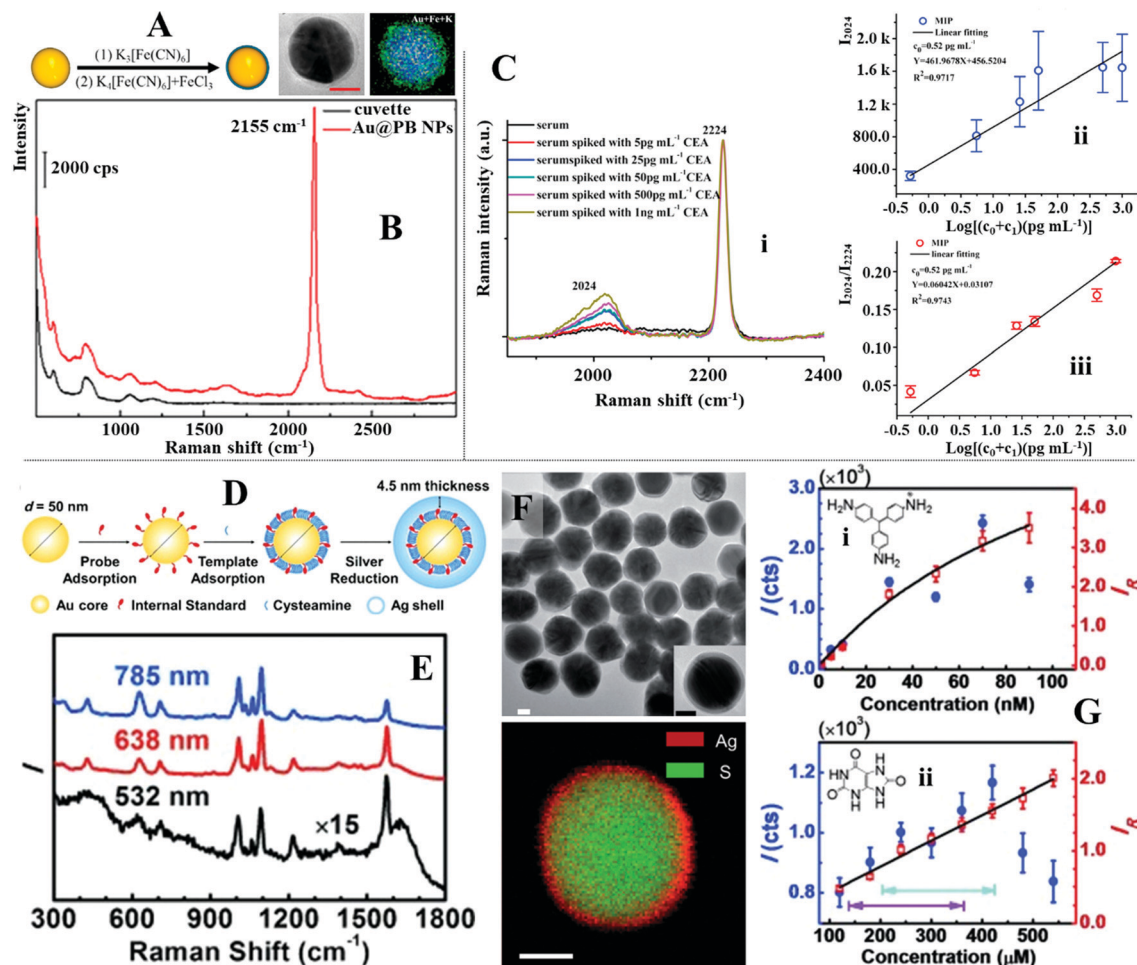 A
(1) K3[Fe(CN)6]
(2) K4[Fe(CN)6]+FeCl3
Au+Fe+K
Intensity
2000 cps
2155 cm-1
cuvette
Au@PB NPs
B
1000 1500 2000 2500
Raman shift (cm-1)
C
Raman intensity (a.u.)
serum
serum spiked with 5pg mL-1 CEA
serumspiked with 25pg mL-1 CEA
serum spiked with 50pg mL-1CEA
serum spiked with 500pg mL-1 CEA
serum spiked with 1ng mL-1 CEA
2224
2024
i
2000 2200 2400
Raman shift (cm-1)
I2024
2.0 k
1.6 k
1.2 k
800.0
400.0
MIP
Linear fitting
c0=0.52 pg mL-1
Y=461.9678X+456.5204
R2=0.9717
ii
-0.5 0.0 0.5 1.0 1.5 2.0 2.5 3.0
Log[(c0+c1)(pg mL-1)]
I2024/I2224
0.20
0.15
0.10
0.05
MIP
linear fitting
c0=0.52 pg mL-1
Y=0.06042X+0.03107
R2=0.9743
iii
-0.5 0.0 0.5 1.0 1.5 2.0 2.5 3.0
Log[(c0+c1)(pg mL-1)]
D
d = 50 nm
4.5 nm thickness
Probe Adsorption
Template Adsorption
Silver Reduction
Au core Internal Standard Cysteamine Ag shell
E
I
785 nm
638 nm
532 nm
×15
300 600 900 1200 1500 1800
Raman Shift (cm-1)
F
Ag
S
G
(×10³)
3.0
2.0
1.0
0.0
I (cts)
i
H2N
NH2
+
NH2
4.0
3.0
2.0
1.0
0.0
IR
0 20 40 60 80 100
Concentration (nM)
(×10³)
1.2
1.0
0.8
I (cts)
ii
O
HN
O
N
H
H
N
N
H
O
2.0
1.5
1.0
0.5
0.0
IR
100 200 300 400 500
Concentration (μM)